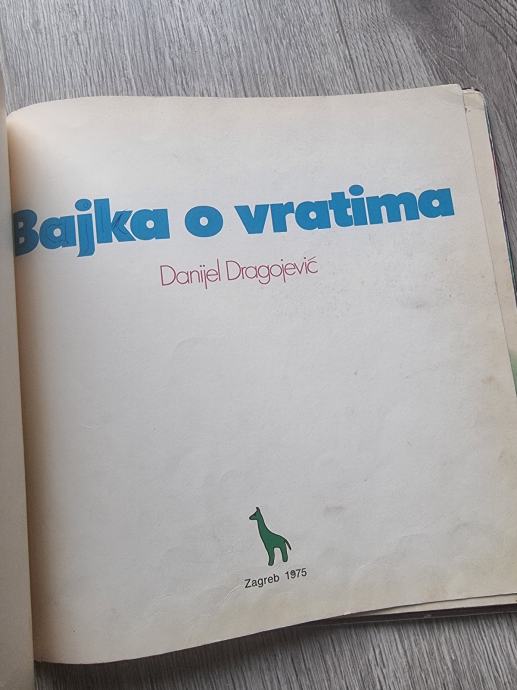 Bajka o vratima
Danijel Dragojević
Zagreb 1975